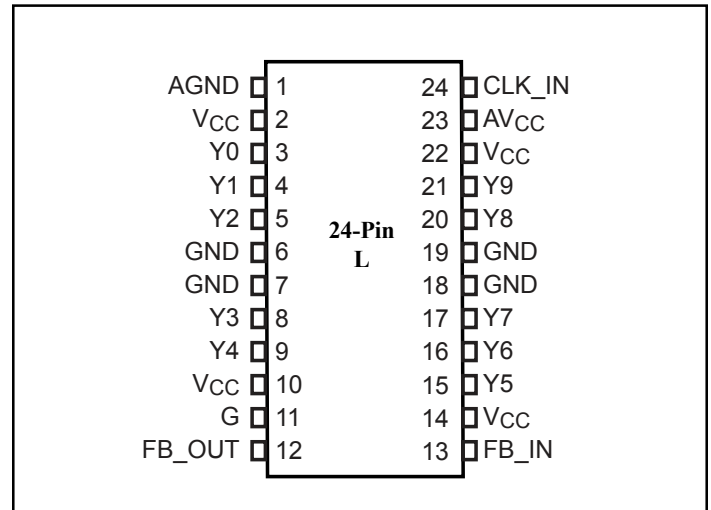 AGND 1 24 CLK_IN
VCC 2 23 AVCC
Y0 3 22 VCC
Y1 4 21 Y9
Y2 5 20 Y8
24-Pin
GND 6 19 GND
L
GND 7 18 GND
Y3 8 17 Y7
Y4 9 16 Y6
VCC 10 15 Y5
G 11 14 VCC
FB_OUT 12 13 FB_IN